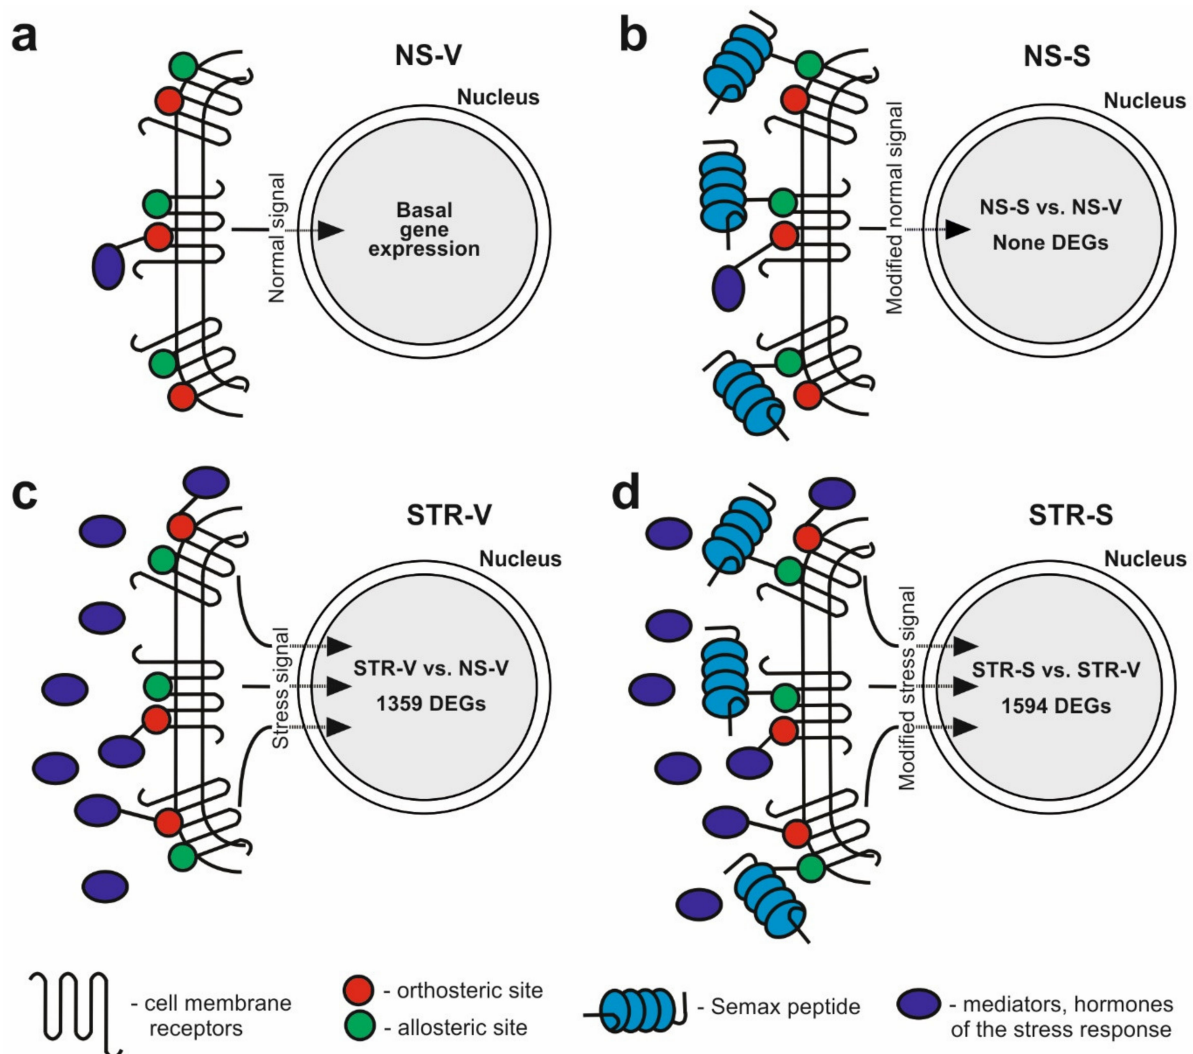 a
NS-V
Nucleus
Normal signal
Basal
gene
expression
b
NS-S
Nucleus
Modified normal signal
NS-S vs. NS-V
None DEGs
c
STR-V
Nucleus
Stress signal
STR-V vs. NS-V
1359 DEGs
d
STR-S
Nucleus
Modified stress signal
STR-S vs. STR-V
1594 DEGs
- cell membrane
receptors
- orthosteric site
- allosteric site
- Semax peptide
- mediators, hormones
of the stress response